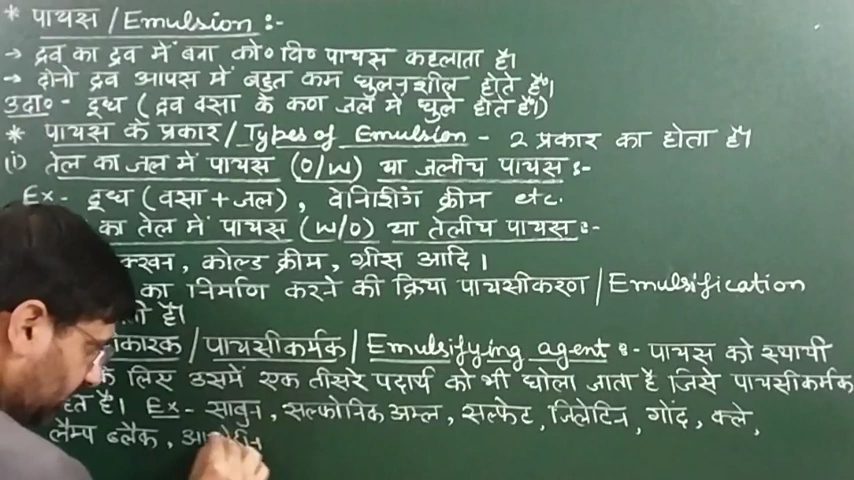 * पायस / Emulsion :-
→ द्रव का द्रव में बना को० वि० पायस कहलाता है।
→ दोनो द्रव आपस में बहुत कम घुलनशील होते हैं।
उदा० - दूध ( द्रव वसा के कण जल में घुले होते हैं।)
* पायस के प्रकार / Types of Emulsion - 2 प्रकार का होता है।
(i) तेल का जल में पायस (O/W) या जलीय पायस :-
Ex - दूध (वसा + जल) , वेनिशिंग क्रीम etc.
का तेल में पायस (W/O) या तेलीय पायस :-
क्खन , कोल्ड क्रीम , ग्रीस आदि ।
का निर्माण करने की क्रिया पायसीकरण / Emulsification
है।
कारक / पायसीकर्मक / Emulsifying agent :- पायस को स्थायी
के लिए उसमें एक तीसरे पदार्थ को भी घोला जाता है जिसे पायसीकर्मक
हते है। Ex - साबुन , सल्फोनिक अम्ल , सल्फेट , जिलेटिन , गोंद , क्ले ,
लैम्प ब्लैक ,